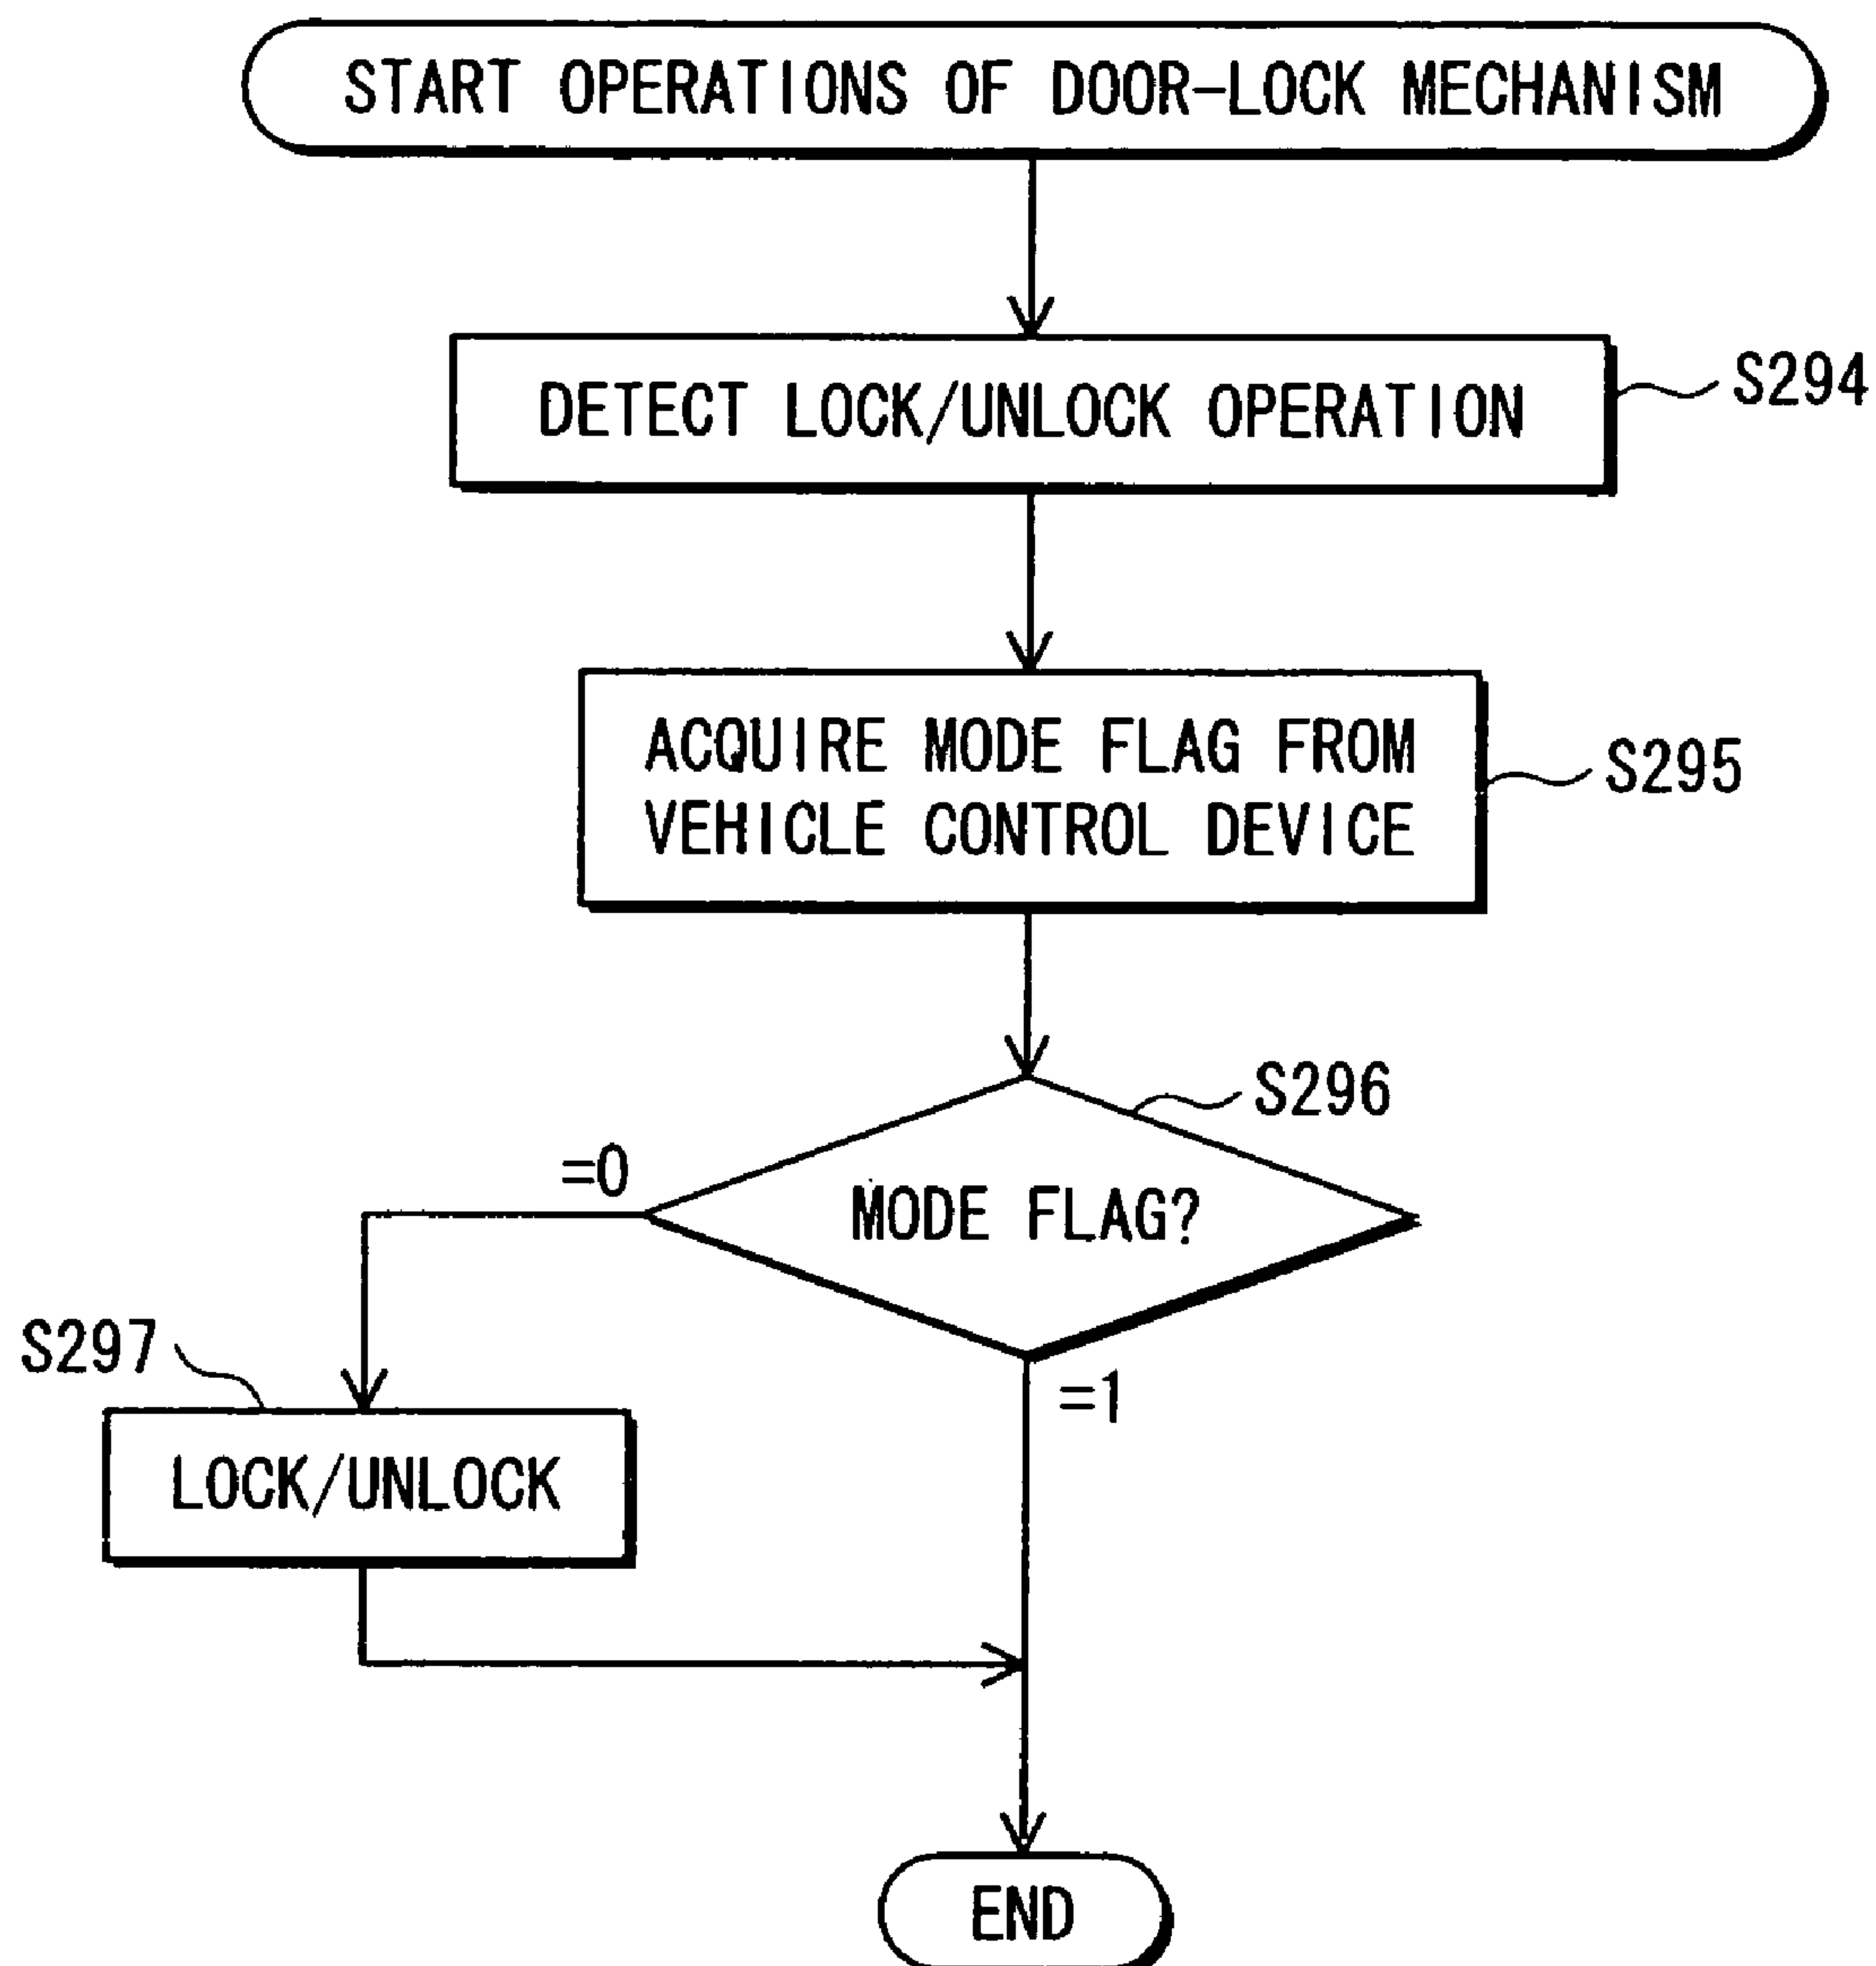 START OPERATIONS OF DOOR-LOCK MECHANISM
DETECT LOCK/UNLOCK OPERATION
S294
ACQUIRE MODE FLAG FROM
VEHICLE CONTROL DEVICE
S295
S296
=0
MODE FLAG?
S297
=1
LOCK/UNLOCK
END